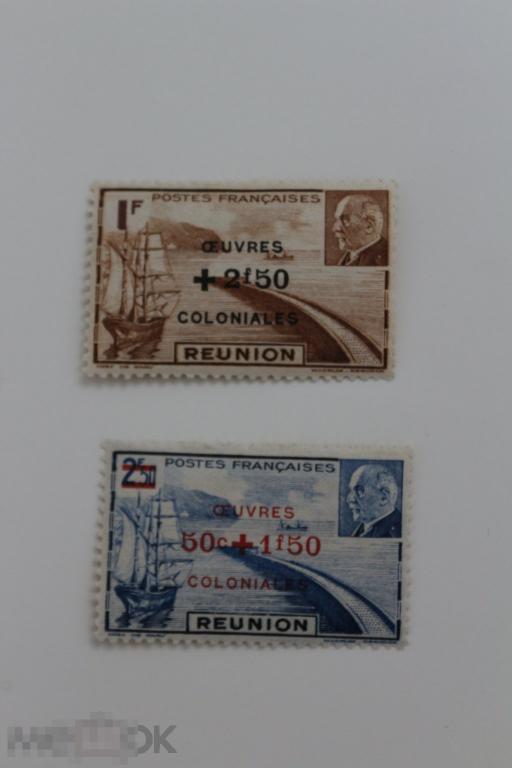 1F
POSTES FRANÇAISES
ŒUVRES
+ 2f50
COLONIALES
REUNION
2F50
POSTES FRANÇAISES
ŒUVRES
50c + 1f50
COLONIALES
REUNION